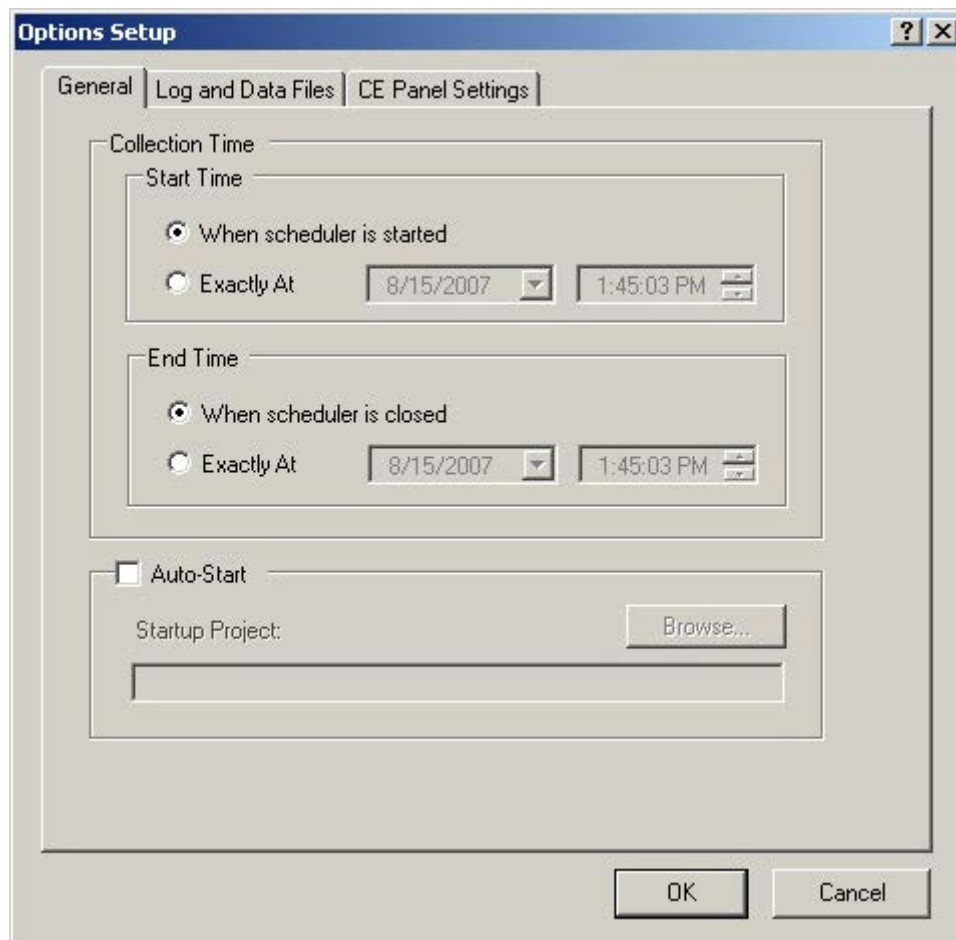 Options Setup
General Log and Data Files CE Panel Settings
Collection Time
Start Time
When scheduler is started
Exactly At 8/15/2007 1:45:03 PM
End Time
When scheduler is closed
Exactly At 8/15/2007 1:45:03 PM
Auto-Start
Startup Project: Browse...
OK Cancel